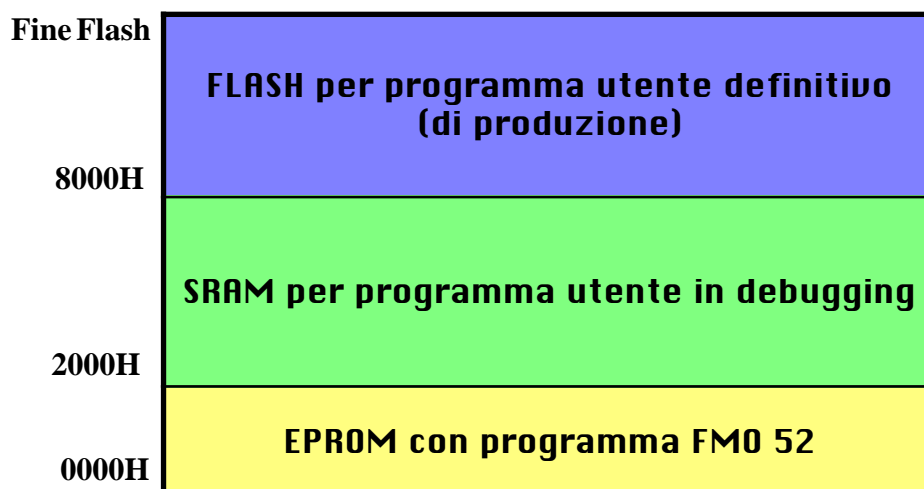 Fine Flash
FLASH per programma utente definitivo
(di produzione)
8000H
SRAM per programma utente in debugging
2000H
EPROM con programma FMO 52
0000H